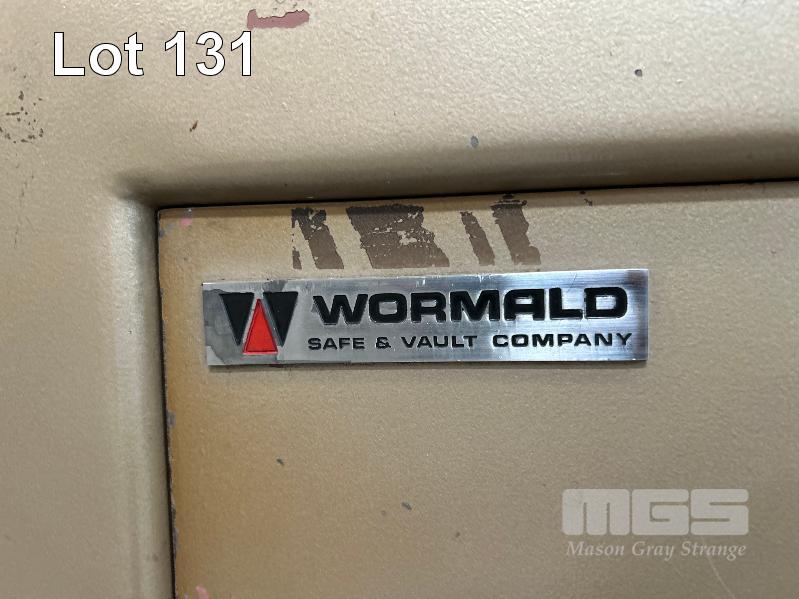 Lot 131
WORMALD
SAFE & VAULT COMPANY
MGS
Mason Gray Strange